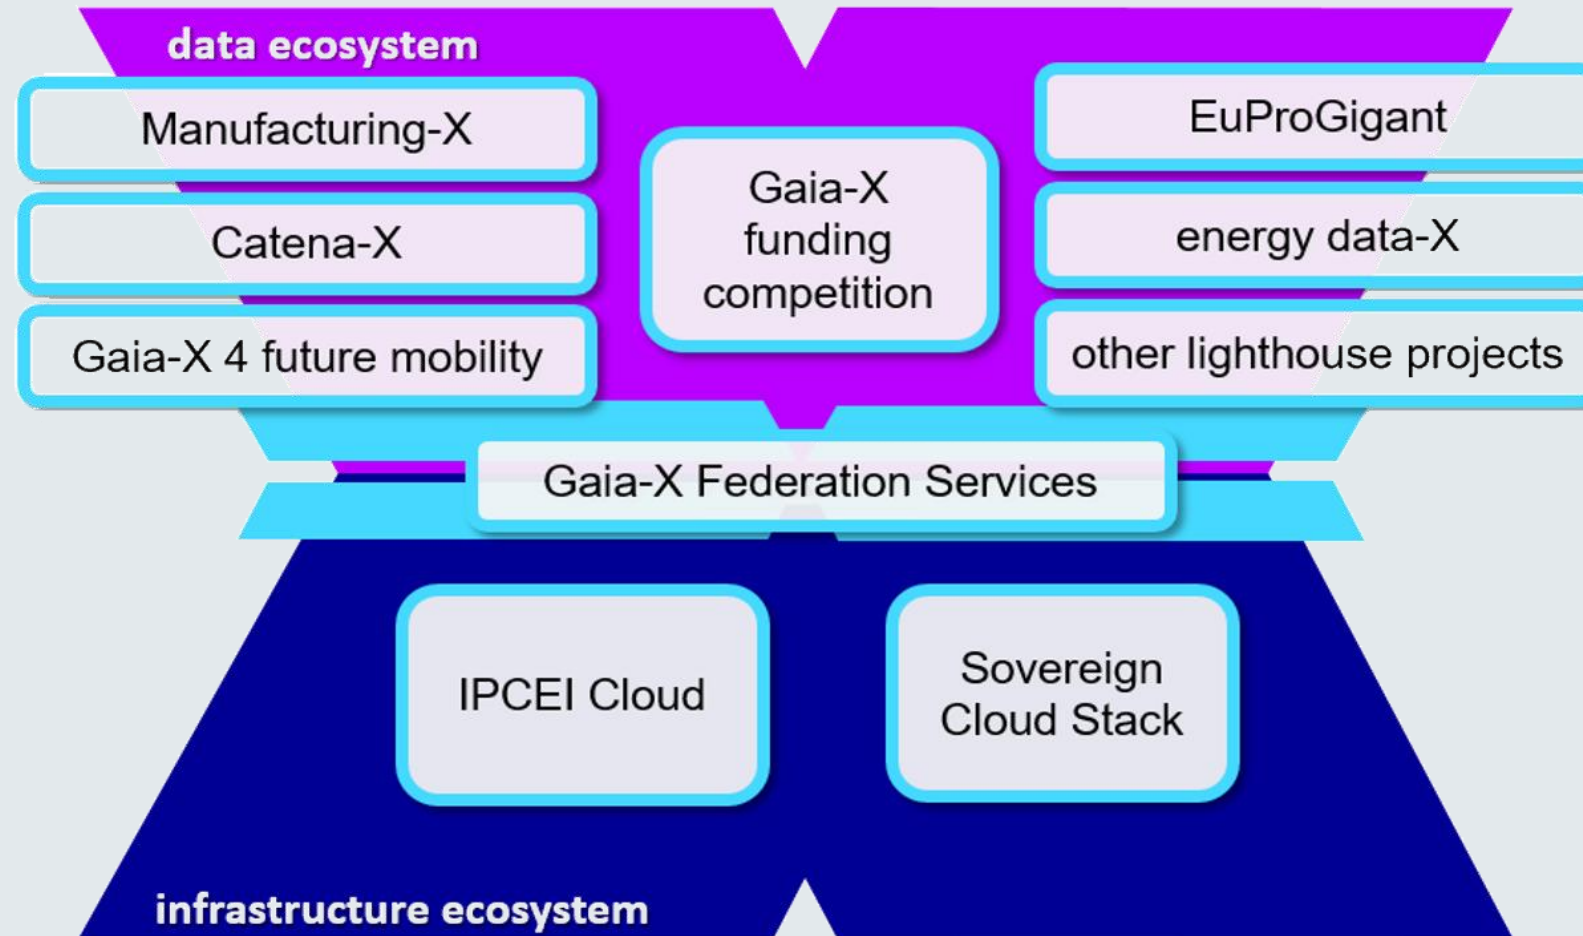 data ecosystem
Manufacturing-X
Catena-X
Gaia-X 4 future mobility
Gaia-X
funding
competition
EuProGigant
energy data-X
other lighthouse projects
Gaia-X Federation Services
IPCEI Cloud
Sovereign
Cloud Stack
infrastructure ecosystem